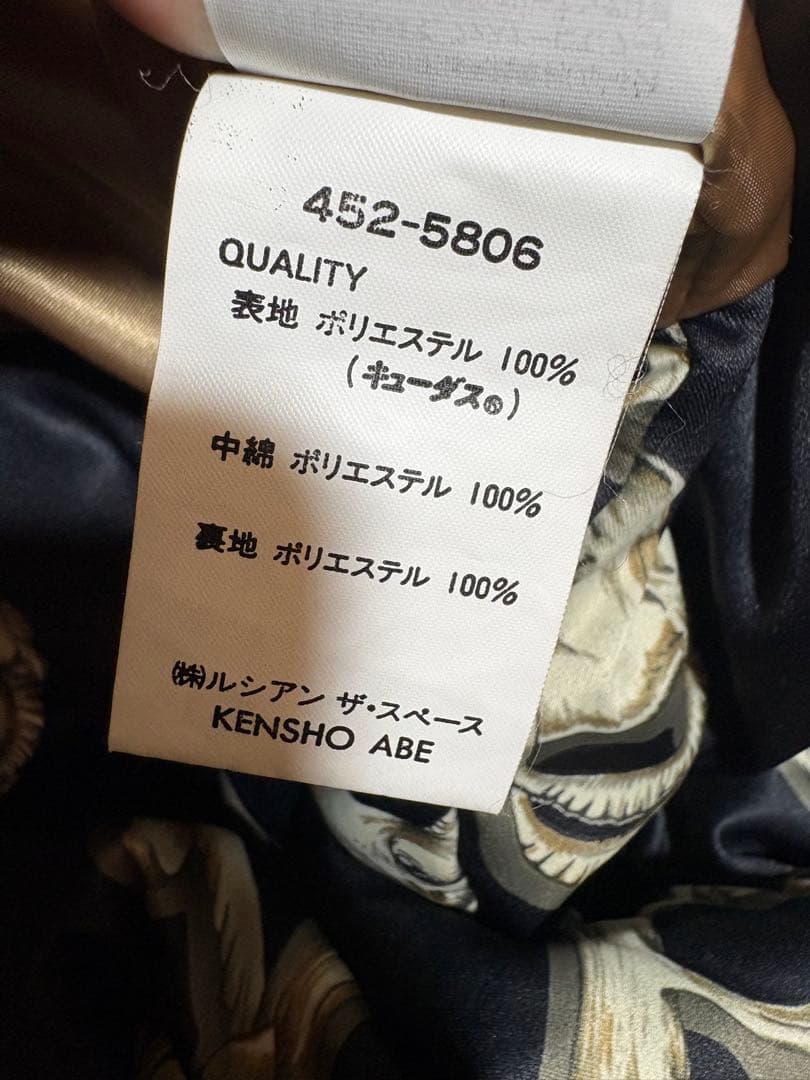 452-5806
QUALITY
表地 ポリエステル 100%
(キューダス®)
中綿 ポリエステル 100%
裏地 ポリエステル 100%
㈱ルシアン ザ・スペース
KENSHO ABE